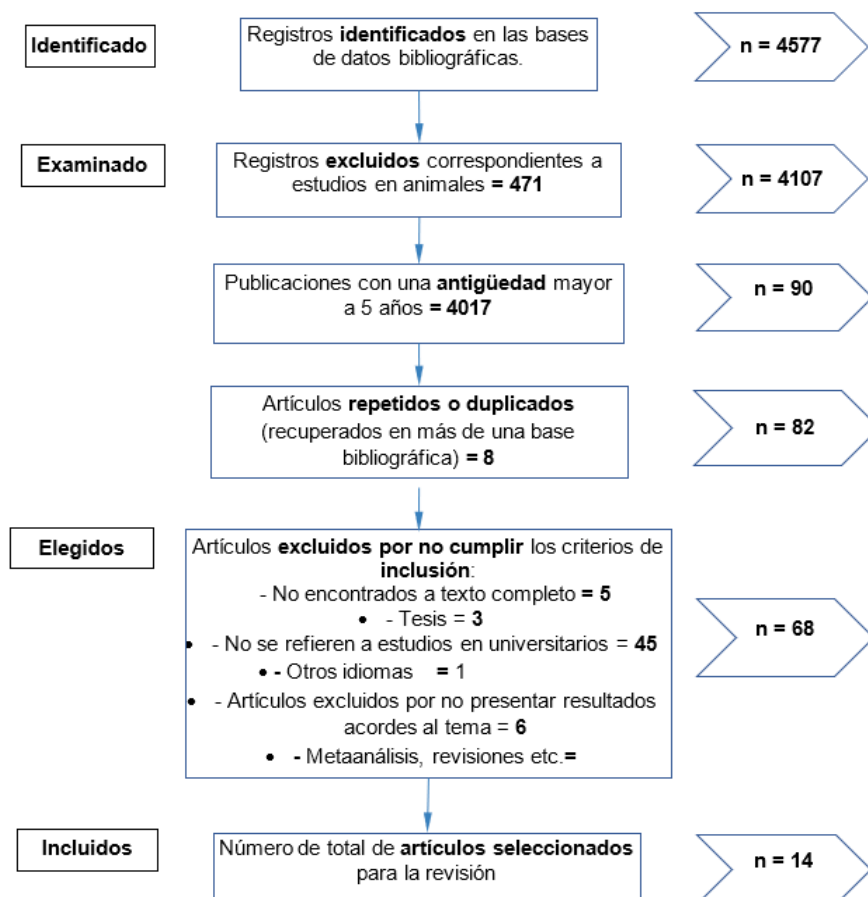 Identificado
Registros identificados en las bases
de datos bibliográficas.
n = 4577
Examinado
Registros excluidos correspondientes a
estudios en animales = 471
n = 4107
Publicaciones con una antigüedad mayor
a 5 años = 4017
n = 90
Artículos repetidos o duplicados
(recuperados en más de una base
bibliográfica) = 8
n = 82
Elegidos
Artículos excluidos por no cumplir los criterios de
inclusión:
- No encontrados a texto completo = 5
• - Tesis = 3
• - No se refieren a estudios en universitarios = 45
• - Otros idiomas = 1
• - Artículos excluidos por no presentar resultados
acordes al tema = 6
• - Metaanálisis, revisiones etc.=
n = 68
Incluidos
Número de total de artículos seleccionados
para la revisión
n = 14